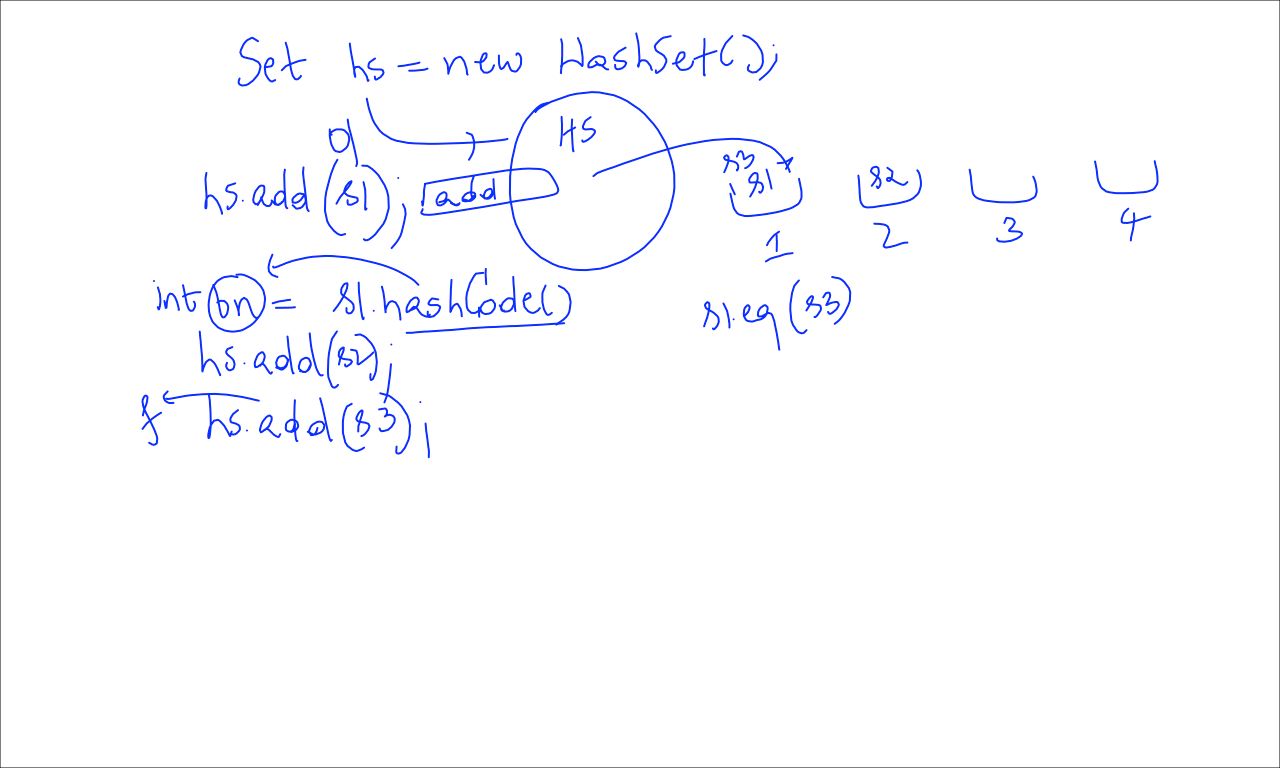 Set hs = new HashSet();
HS
hs.add(s1);
add
s3
s1
s2
1
2
3
4
int bn = s1.hashCode()
s1.eq(s3)
hs.add(s2);
f hs.add(s3);